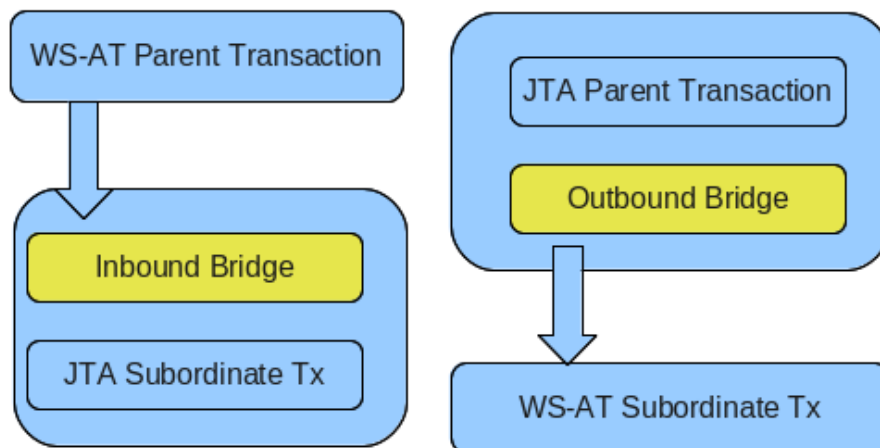 WS-AT Parent Transaction
Inbound Bridge
JTA Subordinate Tx
JTA Parent Transaction
Outbound Bridge
WS-AT Subordinate Tx